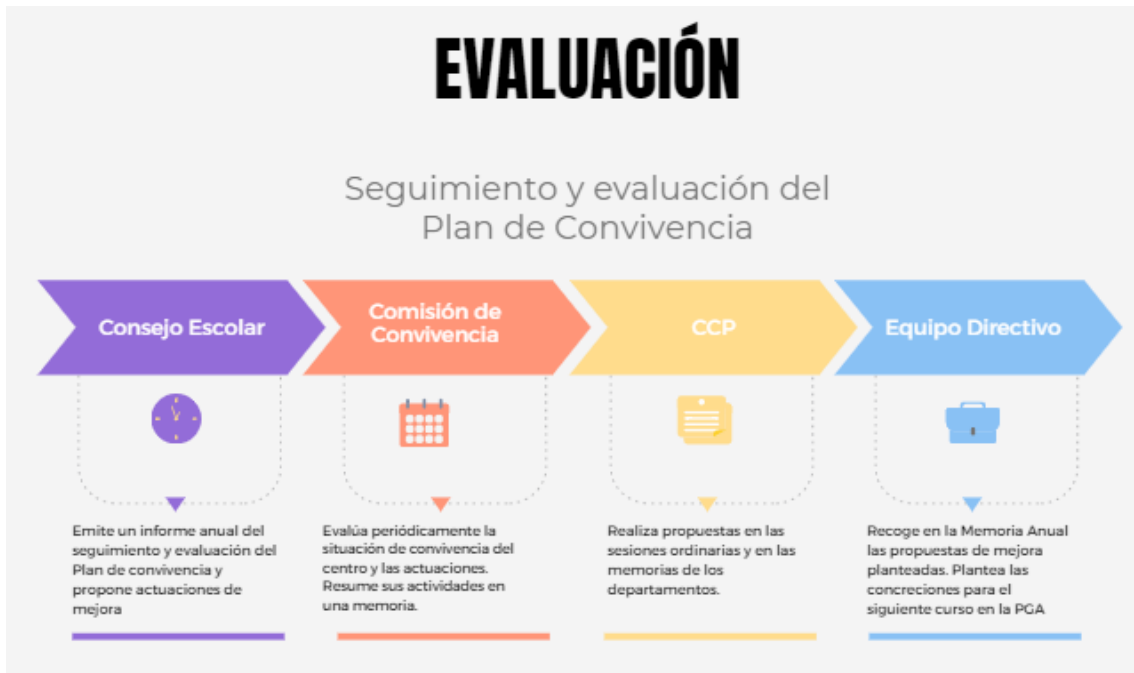 EVALUACIÓN
Seguimiento y evaluación del
Plan de Convivencia
Consejo Escolar
Comisión de
Convivencia
CCP
Equipo Directivo
Emite un informe anual del
seguimiento y evaluación del
Plan de convivencia y
propone actuaciones de
mejora
Evalúa periódicamente la
situación de convivencia del
centro y las actuaciones.
Resume sus actividades en
una memoria.
Realiza propuestas en las
sesiones ordinarias y en las
memorias de los
departamentos.
Recoge en la Memoria Anual
las propuestas de mejora
planteadas. Plantea las
concreciones para el
siguiente curso en la PGA